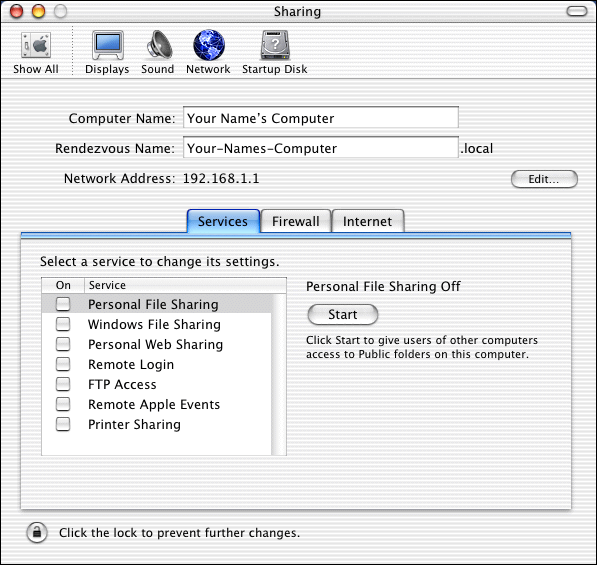 Sharing
Show All Displays Sound Network Startup Disk
Computer Name: Your Name's Computer
Rendezvous Name: Your-Names-Computer .local
Network Address: 192.168.1.1 Edit...
Services Firewall Internet
Select a service to change its settings.
On Service
Personal File Sharing
Windows File Sharing
Personal Web Sharing
Remote Login
FTP Access
Remote Apple Events
Printer Sharing
Personal File Sharing Off
Start
Click Start to give users of other computers
access to Public folders on this computer.
Click the lock to prevent further changes.